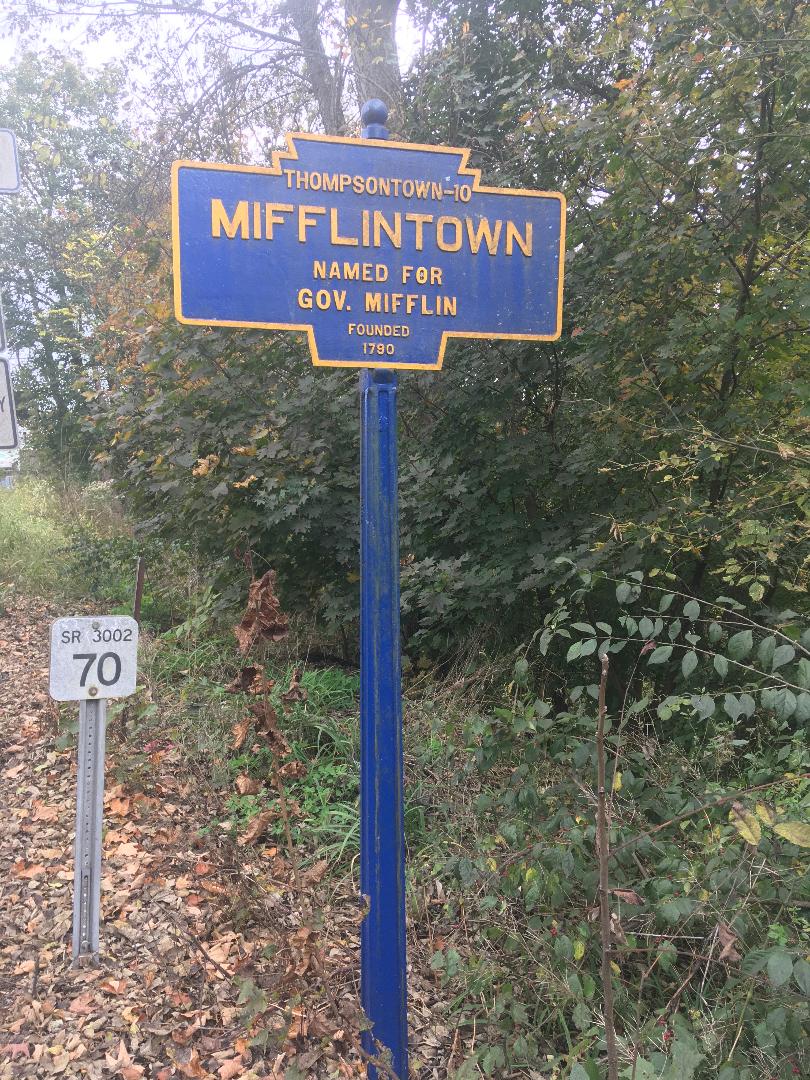 THOMPSONTOWN-10
MIFFLINTOWN
NAMED FOR
GOV. MIFFLIN
FOUNDED
1790
SR 3002
70